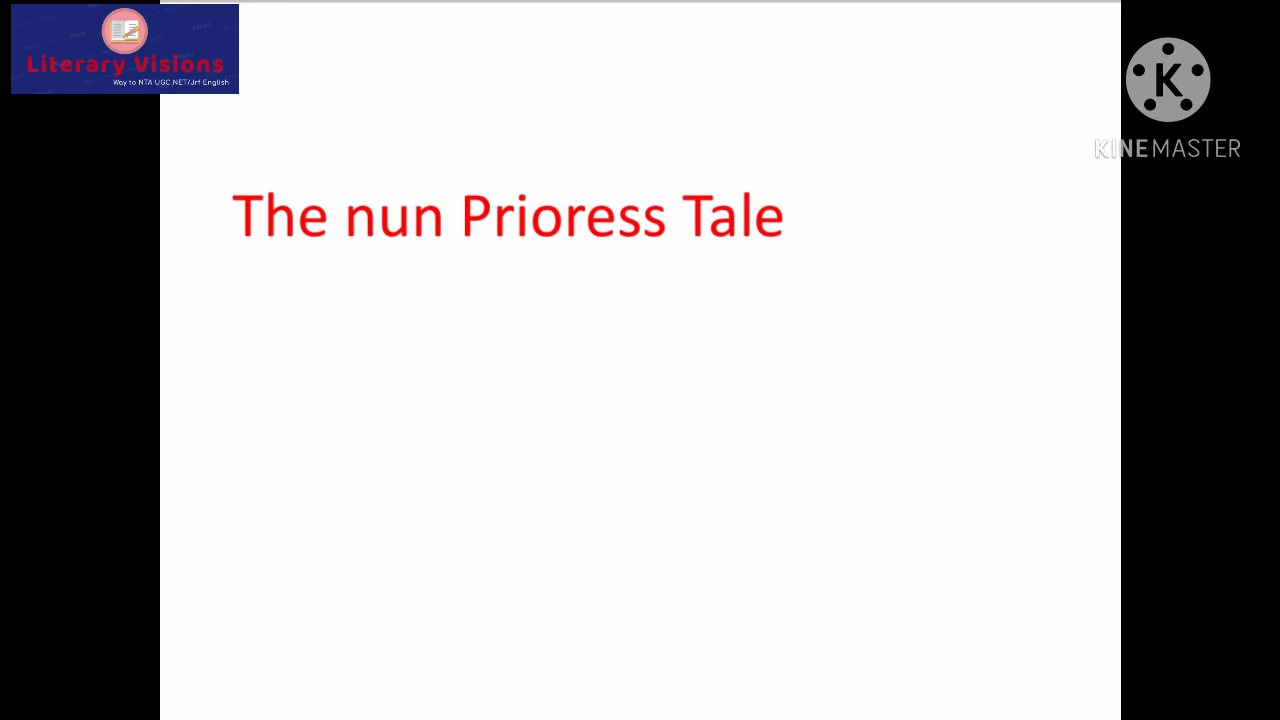 Literary Visions
Way to NTA UGC NET/Jrf English
K
KINEMASTER
The nun Prioress Tale